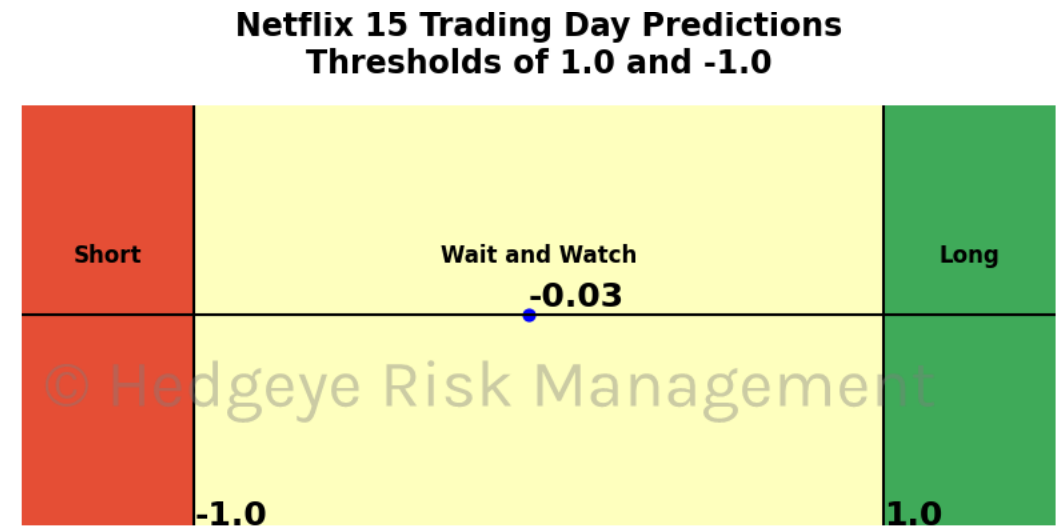 Netflix 15 Trading Day Predictions
Thresholds of 1.0 and -1.0
Short
Wait and Watch
Long
-0.03
© Hedgeye Risk Management
-1.0
1.0